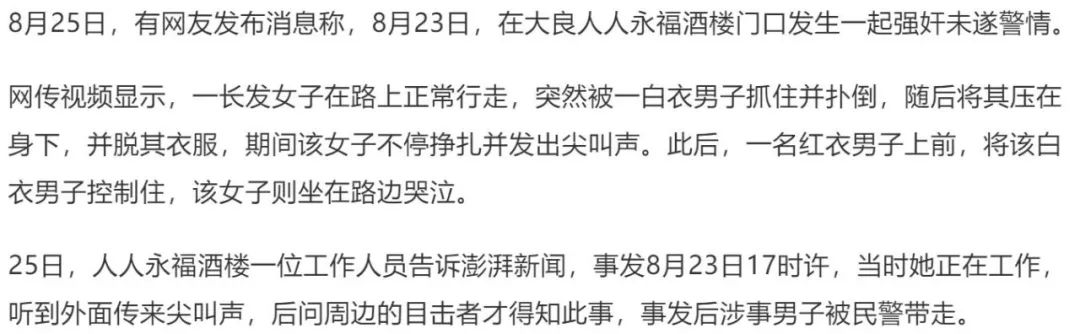 8月25日，有网友发布消息称，8月23日，在大良人人永福酒楼门口发生一起强奸未遂警情。
网传视频显示，一长发女子在路上正常行走，突然被一白衣男子抓住并扑倒，随后将其压在
身下，并脱其衣服，期间该女子不停挣扎并发出尖叫声。此后，一名红衣男子上前，将该白
衣男子控制住，该女子则坐在路边哭泣。
25日，人人永福酒楼一位工作人员告诉澎湃新闻，事发8月23日17时许，当时她正在工作，
听到外面传来尖叫声，后问周边的目击者才得知此事，事发后涉事男子被民警带走。